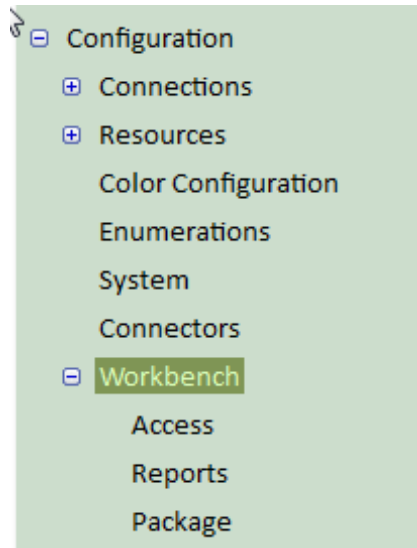 Configuration
Connections
Resources
Color Configuration
Enumerations
System
Connectors
Workbench
Access
Reports
Package